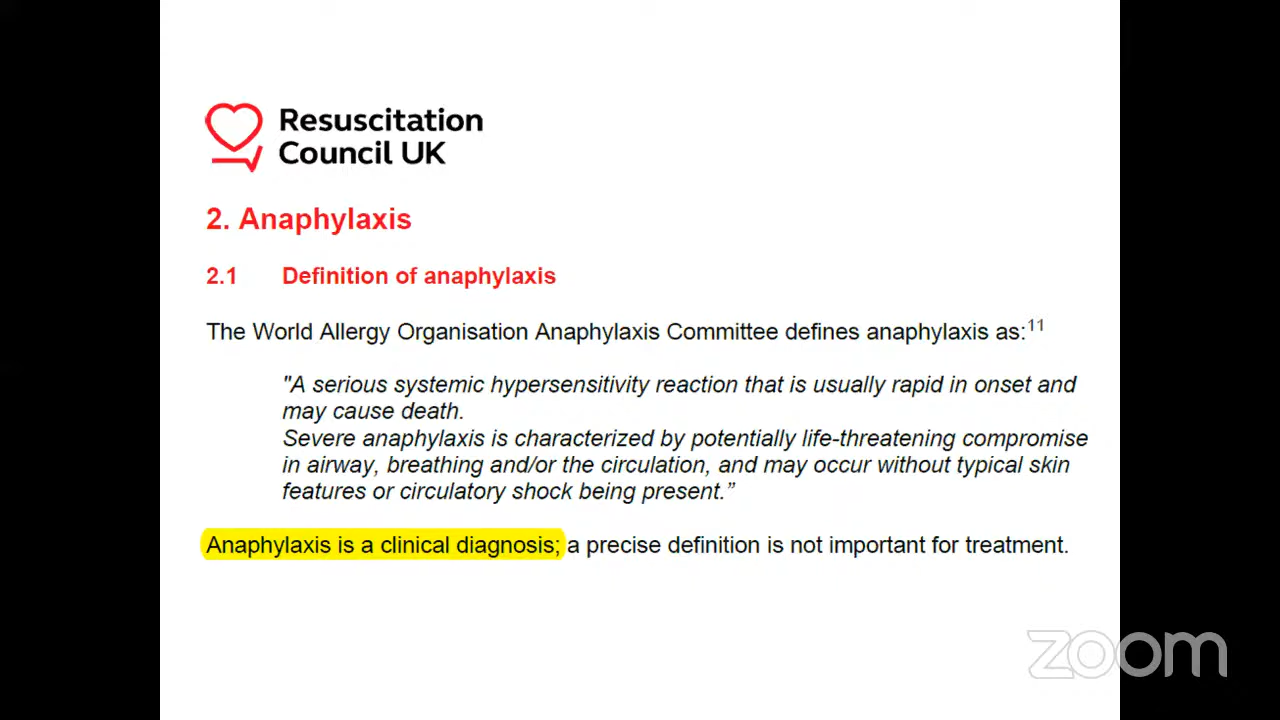 Resuscitation
Council UK
2. Anaphylaxis
2.1 Definition of anaphylaxis
The World Allergy Organisation Anaphylaxis Committee defines anaphylaxis as:11
"A serious systemic hypersensitivity reaction that is usually rapid in onset and
may cause death.
Severe anaphylaxis is characterized by potentially life-threatening compromise
in airway, breathing and/or the circulation, and may occur without typical skin
features or circulatory shock being present.”
Anaphylaxis is a clinical diagnosis; a precise definition is not important for treatment.
zoom